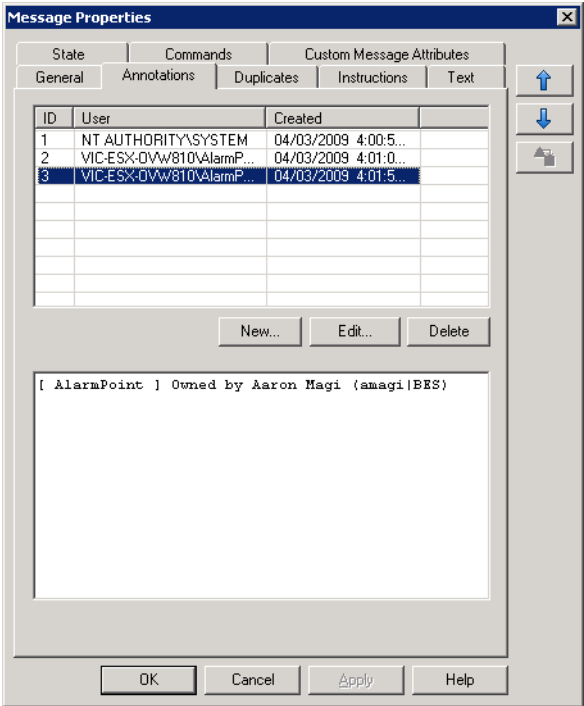 Message Properties
State Commands Custom Message Attributes
General Annotations Duplicates Instructions Text
ID User Created
1 NT AUTHORITY\SYSTEM 04/03/2009 4:00:5...
2 VIC-ESX-OVW810\AlarmP... 04/03/2009 4:01:0...
3 VIC-ESX-OVW810\AlarmP... 04/03/2009 4:01:5...
New... Edit... Delete
[ AlarmPoint ] Owned by Aaron Magi (amagi|BES)
OK Cancel Apply Help